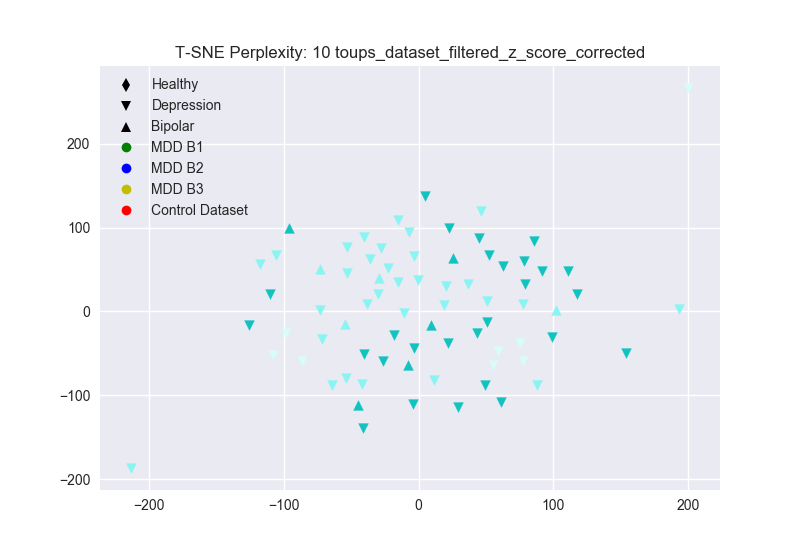 T-SNE Perplexity: 10 toups_dataset_filtered_z_score_corrected
Healthy
Depression
Bipolar
MDD B1
MDD B2
MDD B3
Control Dataset
200
100
0
−100
−200
−200 −100 0 100 200